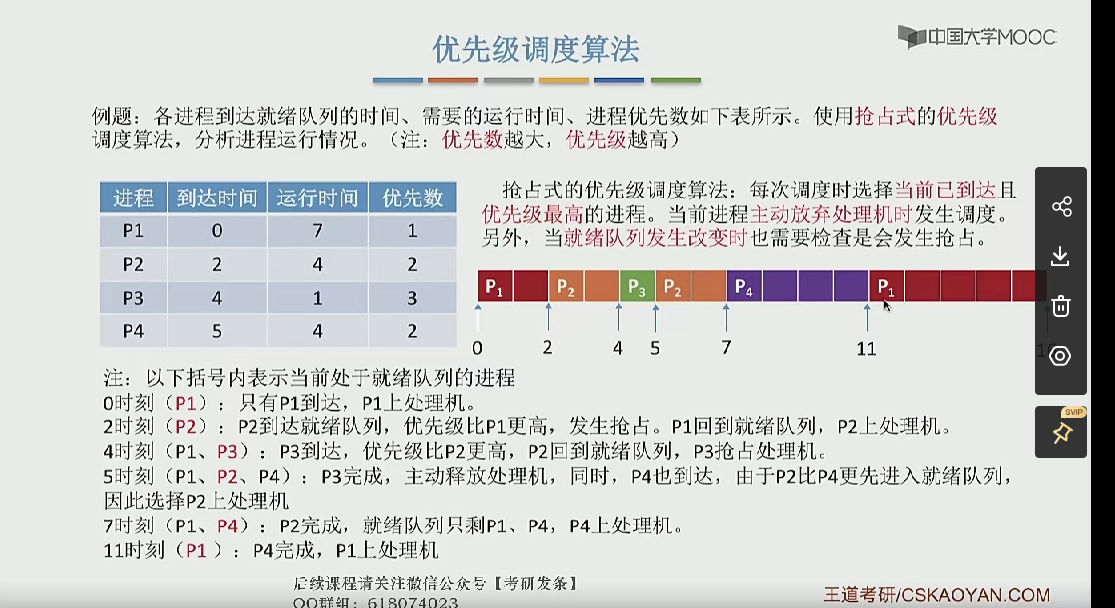 优先级调度算法
中国大学MOOC
例题：各进程到达就绪队列的时间、需要的运行时间、进程优先数如下表所示。使用抢占式的优先级
调度算法，分析进程运行情况。（注：优先数越大，优先级越高）
进程 到达时间 运行时间 优先数
P1 0 7 1
P2 2 4 2
P3 4 1 3
P4 5 4 2
抢占式的优先级调度算法：每次调度时选择当前已到达且
优先级最高的进程。当前进程主动放弃处理机时发生调度。
另外，当就绪队列发生改变时也需要检查是会发生抢占。
P1 P2 P3 P2 P4 P1
0 2 4 5 7 11
SVIP
注：以下括号内表示当前处于就绪队列的进程
0时刻（P1）：只有P1到达，P1上处理机。
2时刻（P2）：P2到达就绪队列，优先级比P1更高，发生抢占。P1回到就绪队列，P2上处理机。
4时刻（P1、P3）：P3到达，优先级比P2更高，P2回到就绪队列，P3抢占处理机。
5时刻（P1、P2、P4）：P3完成，主动释放处理机，同时，P4也到达，由于P2比P4更先进入就绪队列，
因此选择P2上处理机
7时刻（P1、P4）：P2完成，就绪队列只剩P1、P4，P4上处理机。
11时刻（P1 ）：P4完成，P1上处理机
后续课程请关注微信公众号【考研发条】
QQ群组：618074023
王道考研/CSKAOYAN.COM